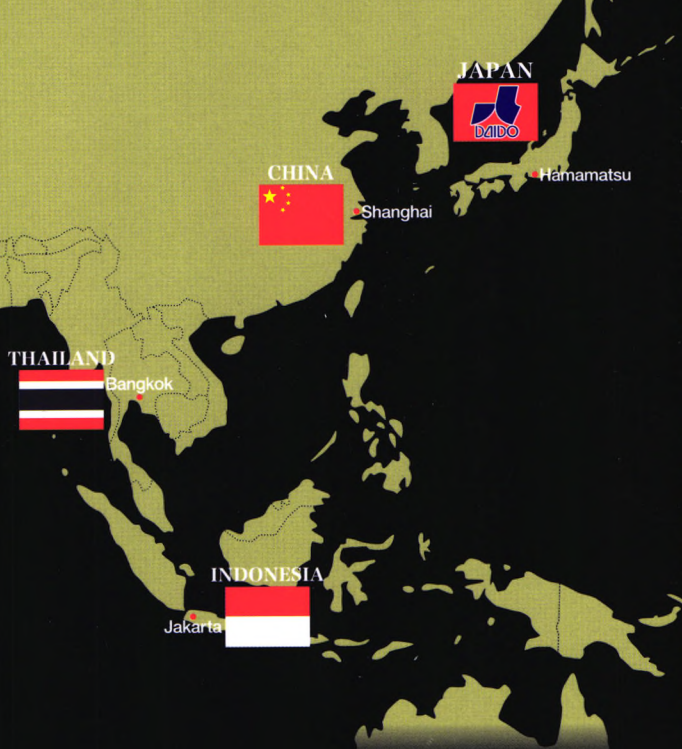 JAPAN
DAIDO
Hamamatsu
CHINA
Shanghai
THAILAND
Bangkok
INDONESIA
Jakarta